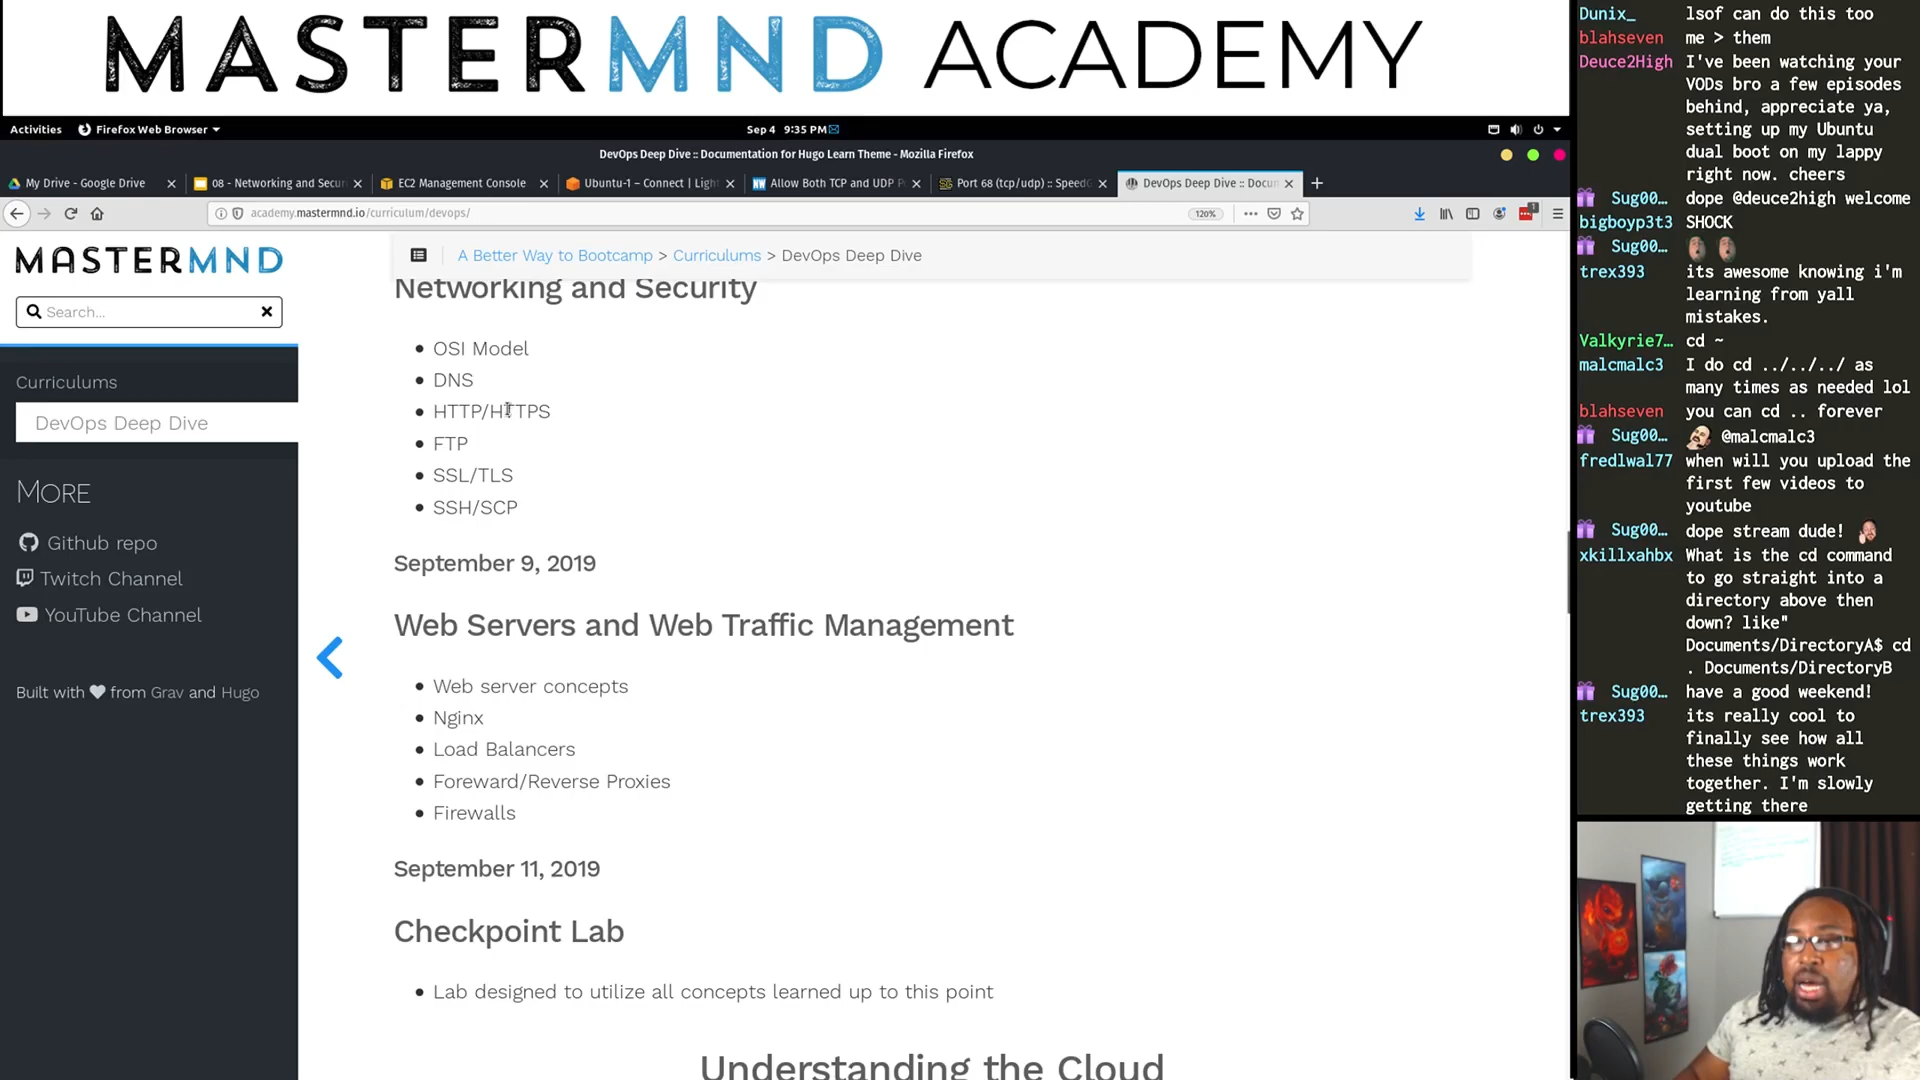 MASTERMND ACADEMY
Activities Firefox Web Browser Sep 4 9:35 PM
DevOps Deep Dive :: Documentation for Hugo Learn Theme - Mozilla Firefox
My Drive - Google Drive 08 - Networking and Secur EC2 Management Console Ubuntu-1 – Connect | Light Allow Both TCP and UDP P Port 68 (tcp/udp) :: SpeedG DevOps Deep Dive :: Docum
academy.mastermnd.io/curriculum/devops/ 120%
MASTERMND
Search...
Curriculums
DevOps Deep Dive
MORE
Github repo
Twitch Channel
YouTube Channel
Built with from Grav and Hugo
A Better Way to Bootcamp > Curriculums > DevOps Deep Dive
Networking and Security
OSI Model
DNS
HTTP/HTTPS
FTP
SSL/TLS
SSH/SCP
September 9, 2019
Web Servers and Web Traffic Management
Web server concepts
Nginx
Load Balancers
Foreward/Reverse Proxies
Firewalls
September 11, 2019
Checkpoint Lab
Lab designed to utilize all concepts learned up to this point
Understanding the Cloud
Dunix_ lsof can do this too
blahseven me > them
Deuce2High I've been watching your
VODs bro a few episodes
behind, appreciate ya,
setting up my Ubuntu
dual boot on my lappy
right now. cheers
Sug00… dope @deuce2high welcome
bigboyp3t3 SHOCK
Sug00…
trex393 its awesome knowing i'm
learning from yall
mistakes.
Valkyrie7… cd ~
malcmalc3 I do cd ../../../ as
many times as needed lol
blahseven you can cd .. forever
Sug00… @malcmalc3
fredlwal77 when will you upload the
first few videos to
youtube
Sug00… dope stream dude!
xkillxahbx What is the cd command
to go straight into a
directory above then
down? like"
Documents/DirectoryA$ cd
. Documents/DirectoryB
Sug00… have a good weekend!
trex393 its really cool to
finally see how all
these things work
together. I'm slowly
getting there